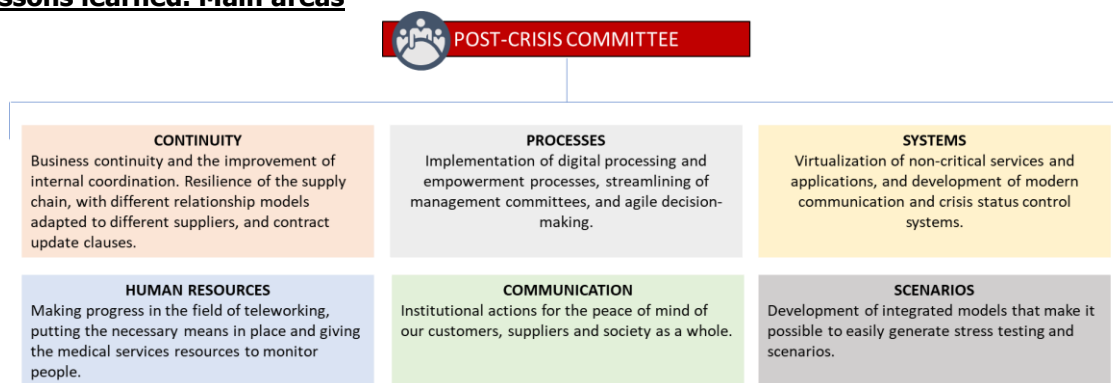 ssons learned: Main areas
POST-CRISIS COMMITTEE
CONTINUITY
Business continuity and the improvement of
internal coordination. Resilience of the supply
chain, with different relationship models
adapted to different suppliers, and contract
update clauses.
PROCESSES
Implementation of digital processing and
empowerment processes, streamlining of
management committees, and agile decision-
making.
SYSTEMS
Virtualization of non-critical services and
applications, and development of modern
communication and crisis status control
systems.
HUMAN RESOURCES
Making progress in the field of teleworking,
putting the necessary means in place and giving
the medical services resources to monitor
people.
COMMUNICATION
Institutional actions for the peace of mind of
our customers, suppliers and society as a whole.
SCENARIOS
Development of integrated models that make it
possible to easily generate stress testing and
scenarios.